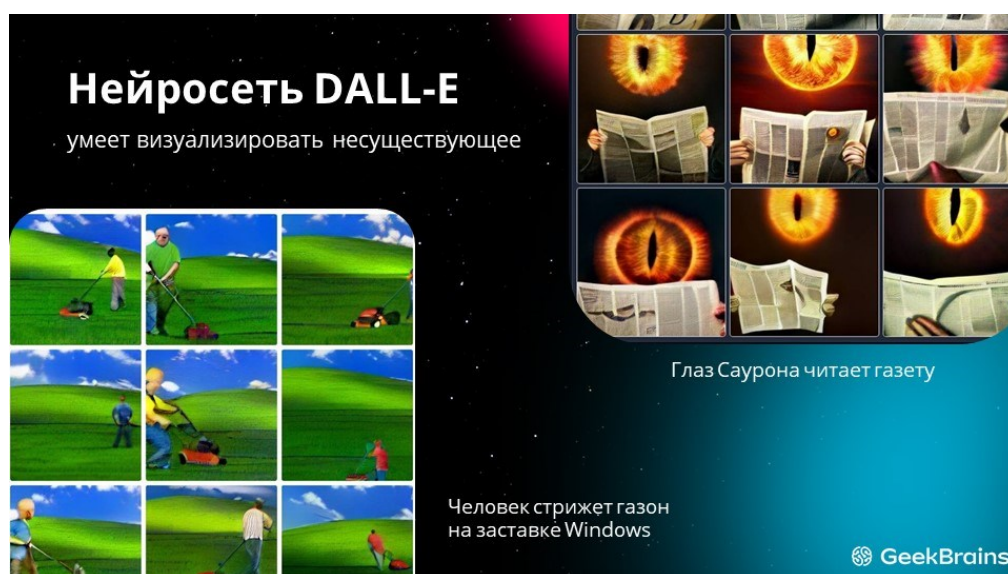 Нейросеть DALL-E
умеет визуализировать несуществующее
Глаз Саурона читает газету
Человек стрижет газон
на заставке Windows
GeekBrains